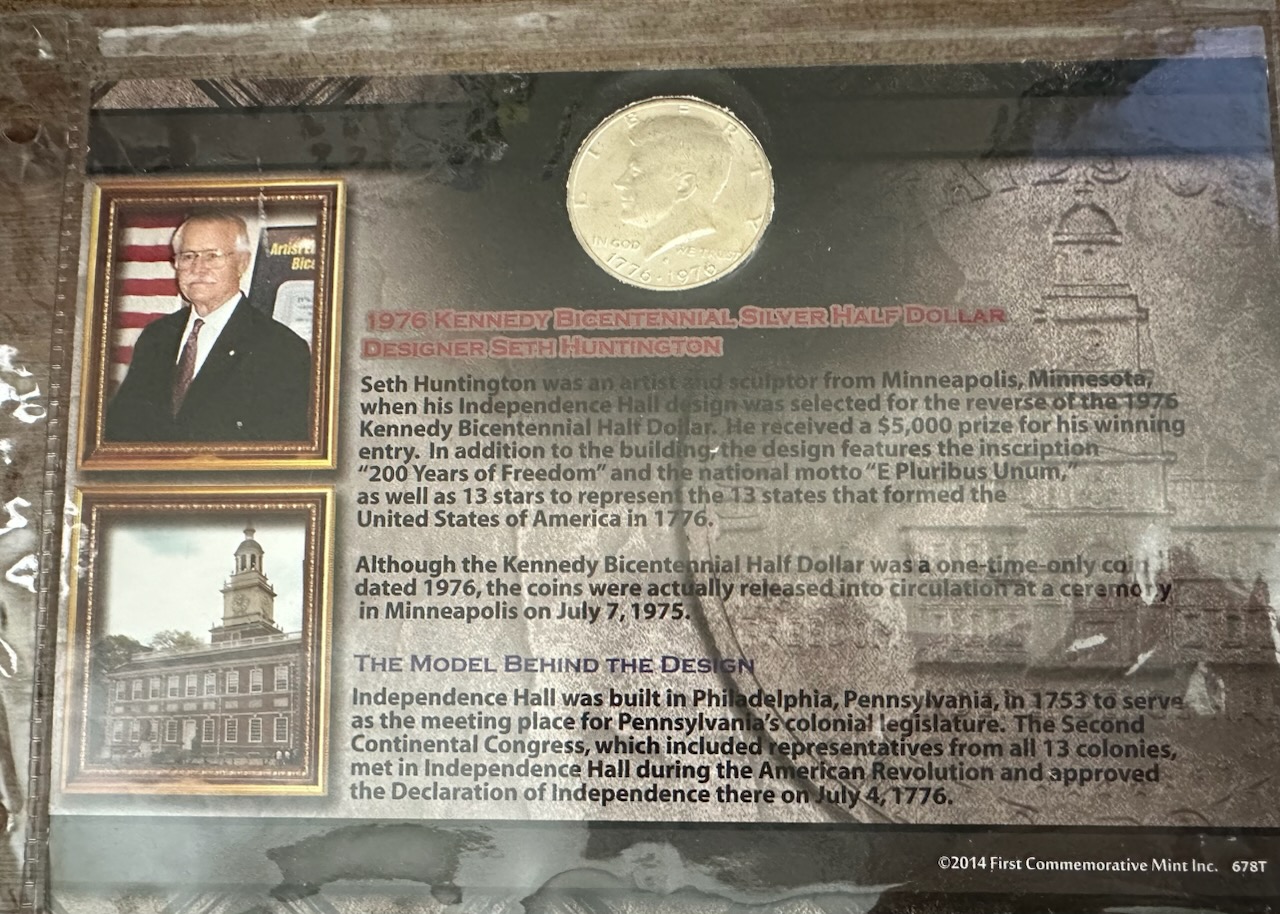 LIBERTY
IN GOD WE TRUST
1776-1976
Artist
Bice
1976 KENNEDY BICENTENNIAL SILVER HALF DOLLAR
DESIGNER SETH HUNTINGTON
Seth Huntington was an artist and sculptor from Minneapolis, Minnesota,
when his Independence Hall design was selected for the reverse of the 1976
Kennedy Bicentennial Half Dollar. He received a $5,000 prize for his winning
entry. In addition to the building, the design features the inscription
“200 Years of Freedom” and the national motto “E Pluribus Unum,”
as well as 13 stars to represent the 13 states that formed the
United States of America in 1776.
Although the Kennedy Bicentennial Half Dollar was a one-time-only coin
dated 1976, the coins were actually released into circulation at a ceremony
in Minneapolis on July 7, 1975.
THE MODEL BEHIND THE DESIGN
Independence Hall was built in Philadelphia, Pennsylvania, in 1753 to serve
as the meeting place for Pennsylvania’s colonial legislature. The Second
Continental Congress, which included representatives from all 13 colonies,
met in Independence Hall during the American Revolution and approved
the Declaration of Independence there on July 4, 1776.
©2014 First Commemorative Mint Inc. 678T